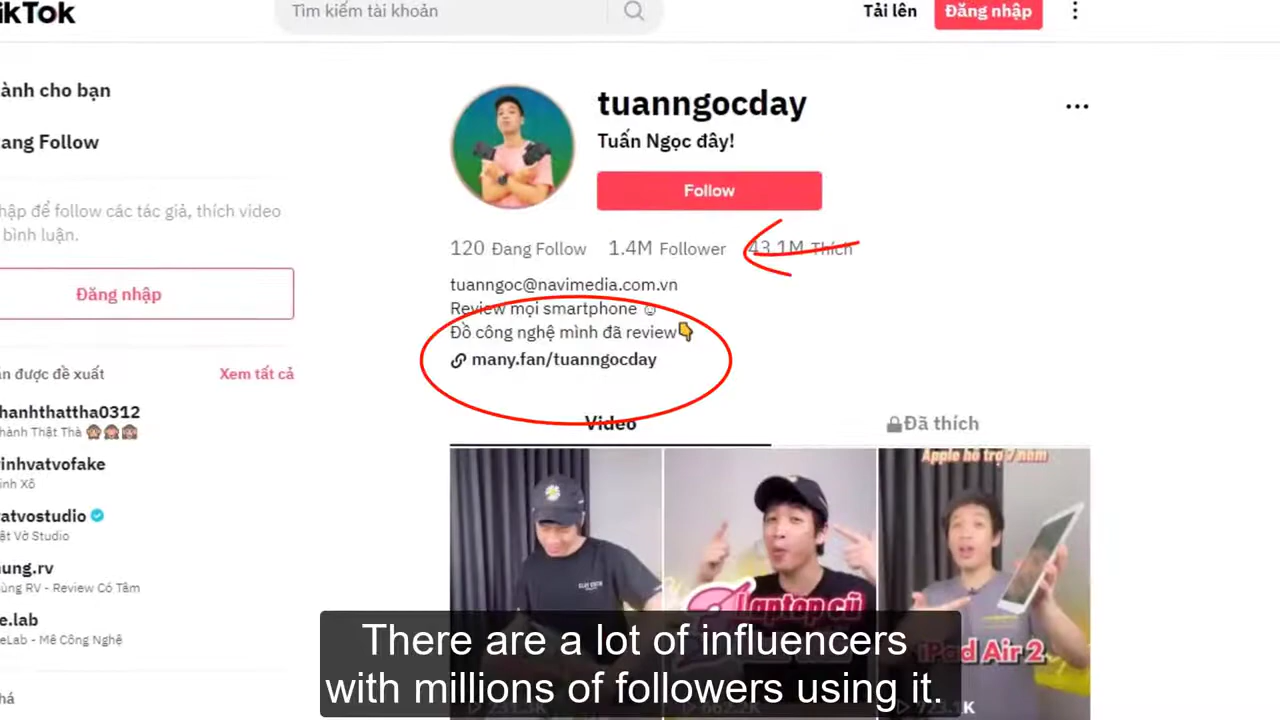 ikTok
Tìm kiếm tài khoản
Tải lên
Đăng nhập
ành cho bạn
ang Follow
hập để follow các tác giả, thích video
bình luận.
Đăng nhập
n được đề xuất
Xem tất cả
hanhthattha0312
hành Thật Thà
inhvatvofake
inh Xô
atvostudio
ật Vờ Studio
ung.rv
ùng RV - Review Có Tâm
e.lab
eLab - Mê Công Nghệ
há
tuanngocday
Tuấn Ngọc đây!
Follow
120 Đang Follow 1.4M Follower 43.1M Thích
tuanngoc@navimedia.com.vn
Review mọi smartphone
Đồ công nghệ mình đã review
many.fan/tuanngocday
Video
Đã thích
Apple hỗ trợ 7 năm
Laptop cũ
iPad Air 2
There are a lot of influencers
with millions of followers using it.